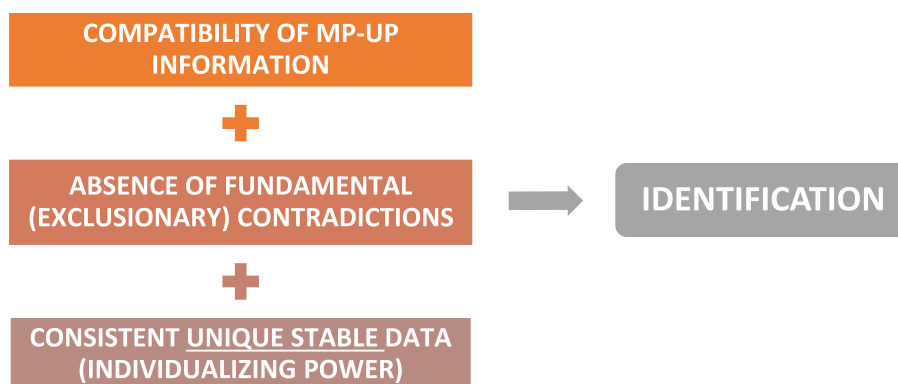 COMPATIBILITY OF MP-UP
INFORMATION
ABSENCE OF FUNDAMENTAL
(EXCLUSIONARY) CONTRADICTIONS
IDENTIFICATION
CONSISTENT UNIQUE STABLE DATA
(INDIVIDUALIZING POWER)